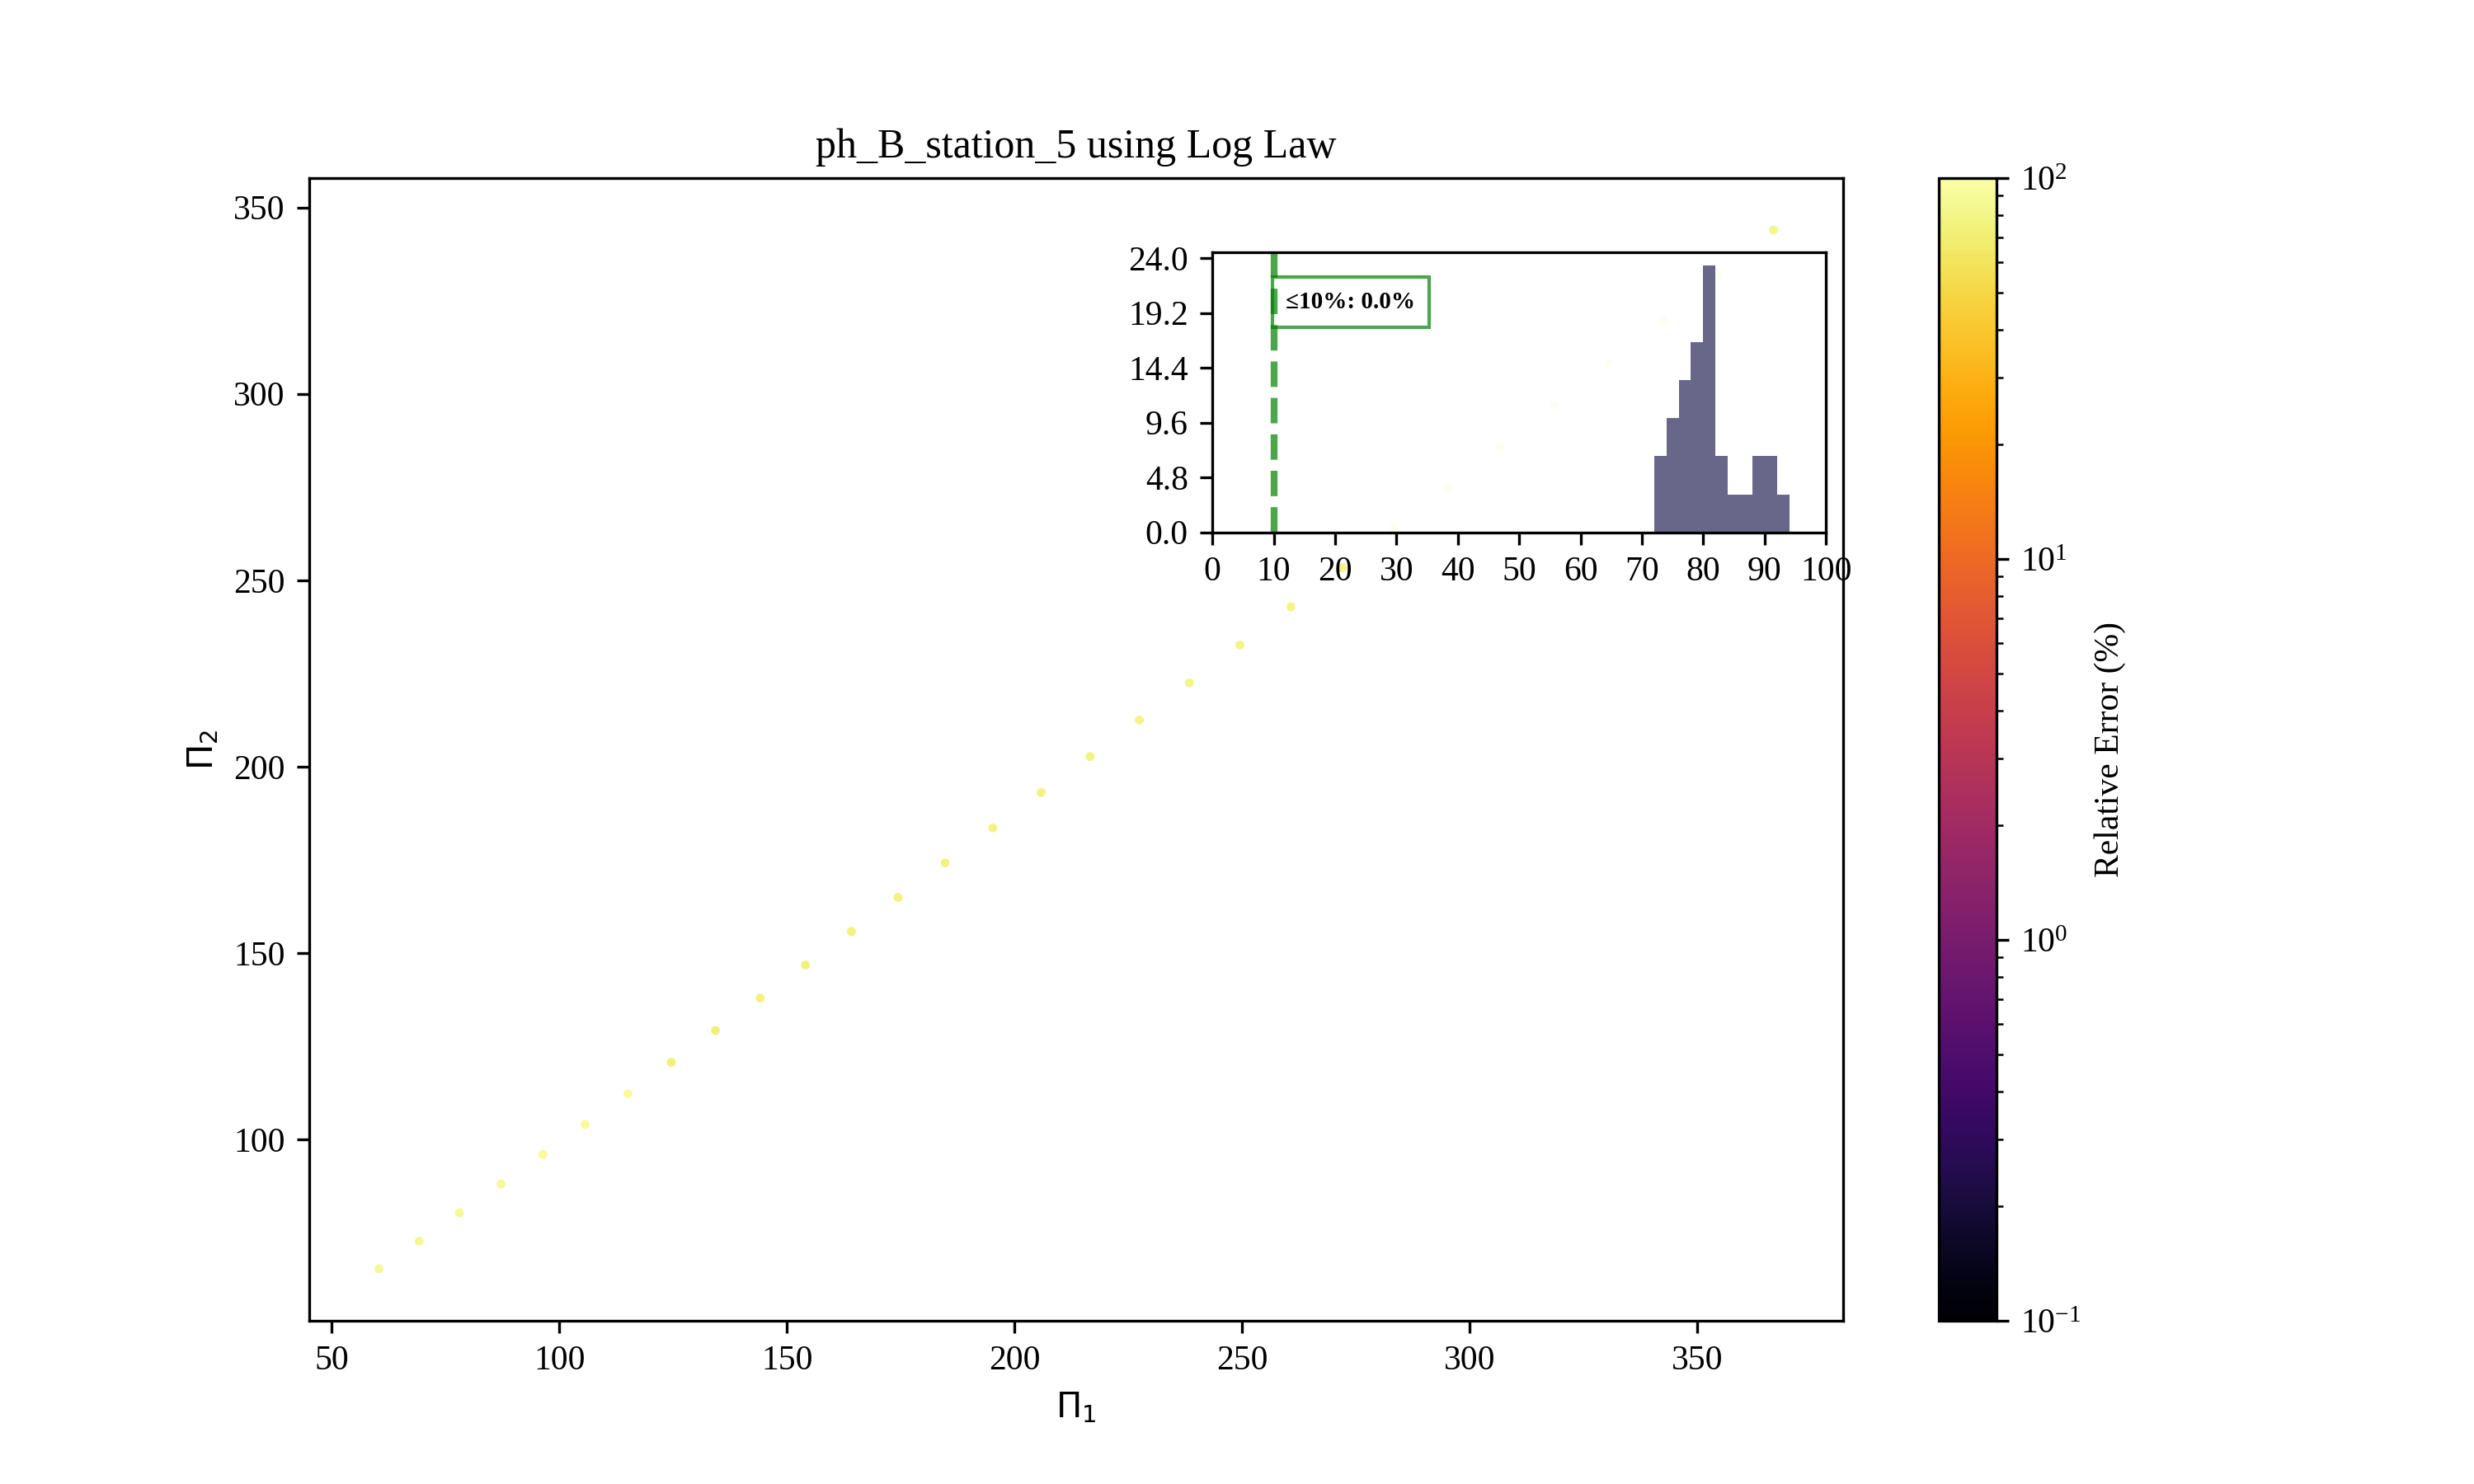 ph_B_station_5 using Log Law
350
300
250
200
150
100
Π₂
50 100 150 200 250 300 350
Π₁
24.0
19.2
14.4
9.6
4.8
0.0
≤10%: 0.0%
0 10 20 30 40 50 60 70 80 90 100
10²
10¹
10⁰
10⁻¹
Relative Error (%)